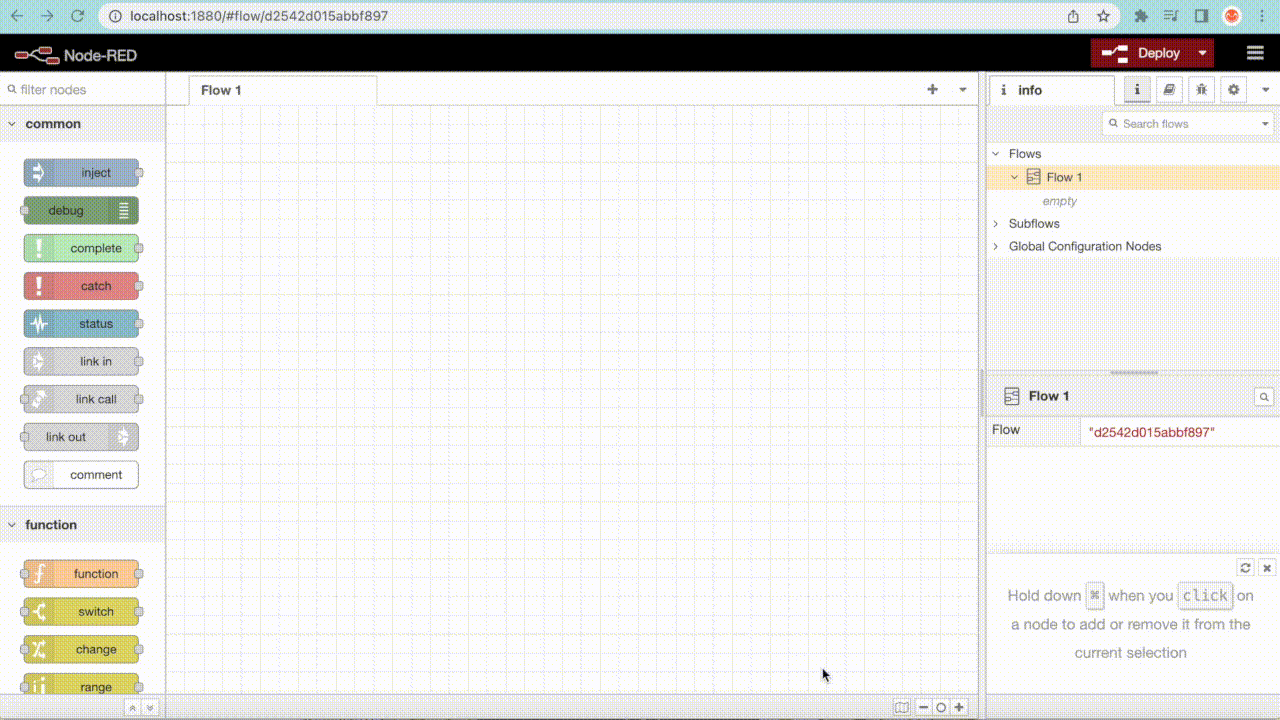 localhost:1880/#flow/d2542d015abbf897
Node-RED
Deploy
filter nodes
Flow 1
info
Search flows
common
inject
debug
complete
catch
status
link in
link call
link out
comment
function
function
switch
change
range
Flows
Flow 1
empty
Subflows
Global Configuration Nodes
Flow 1
Flow
"d2542d015abbf897"
Hold down ⌘ when you click on
a node to add or remove it from the
current selection